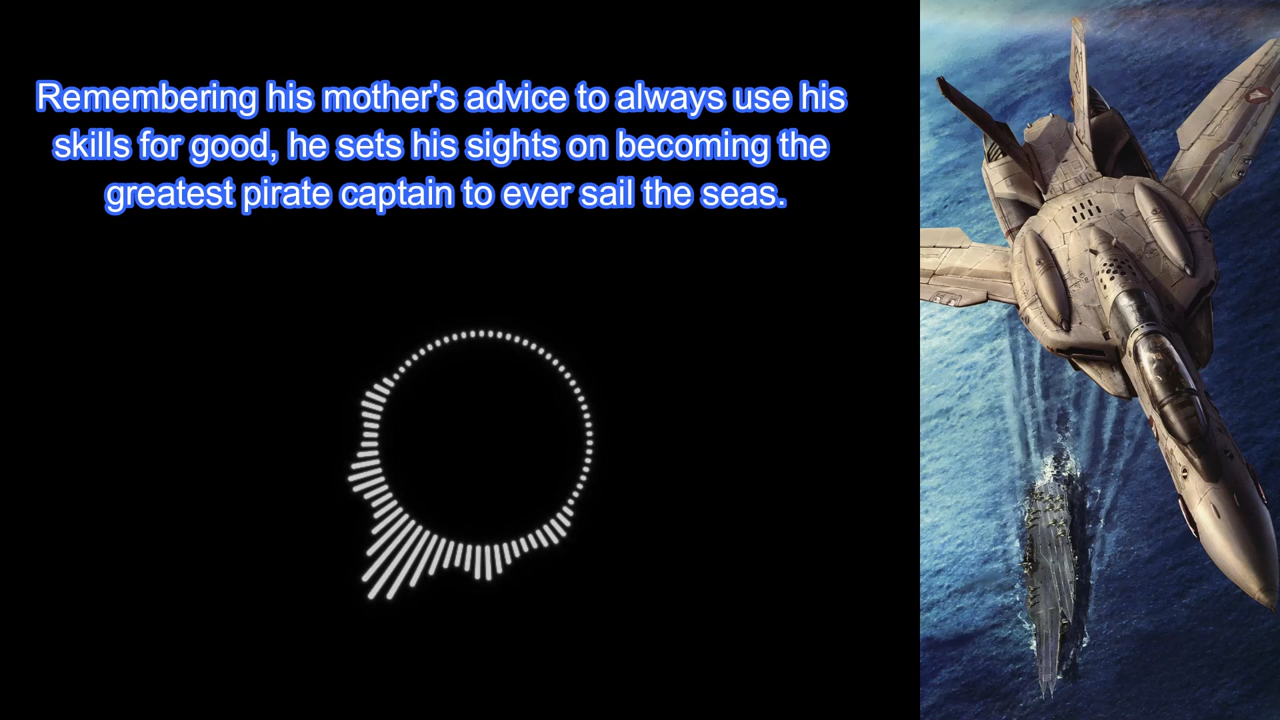 Remembering his mother's advice to always use his
skills for good, he sets his sights on becoming the
greatest pirate captain to ever sail the seas.